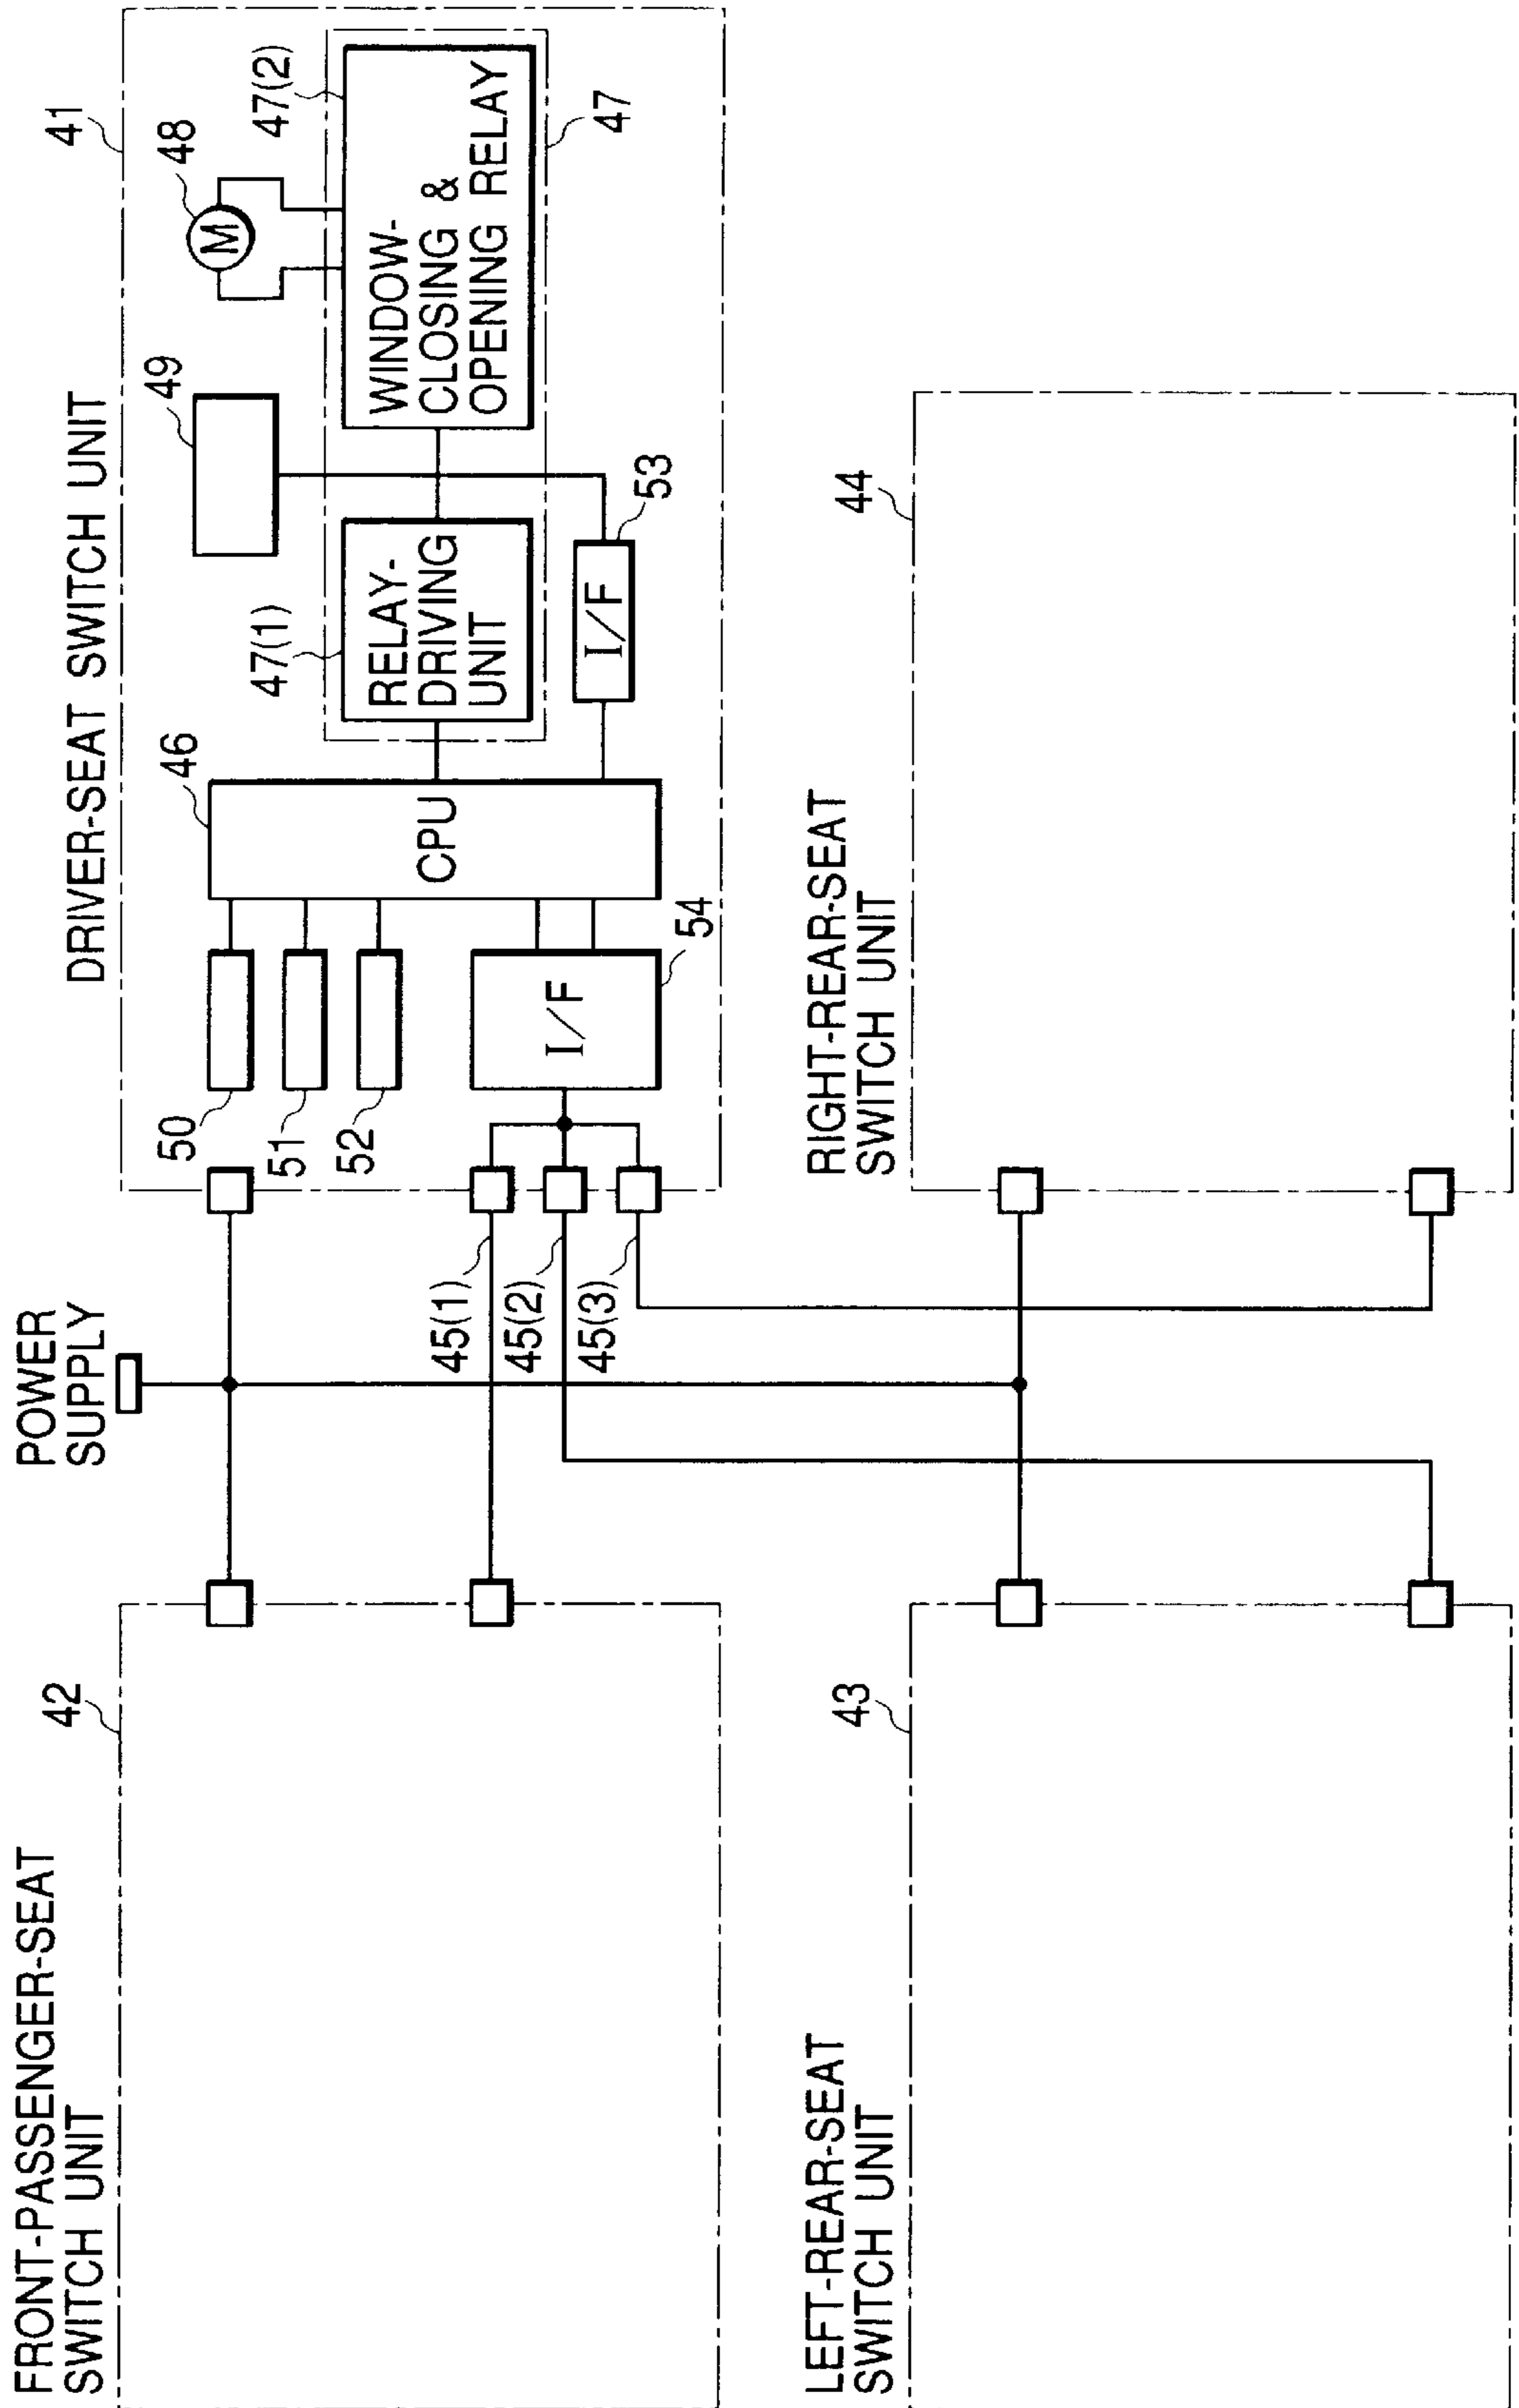 FRONT-PASSENGER-SEAT
SWITCH UNIT
42
POWER
SUPPLY
DRIVER-SEAT SWITCH UNIT
41
50
51
52
46
CPU
49
48
M
47(1)
RELAY-
DRIVING
UNIT
47(2)
WINDOW-
CLOSING &
OPENING RELAY
47
I/F
53
I/F
54
45(1)
45(2)
45(3)
LEFT-REAR-SEAT
SWITCH UNIT
43
RIGHT-REAR-SEAT
SWITCH UNIT
44